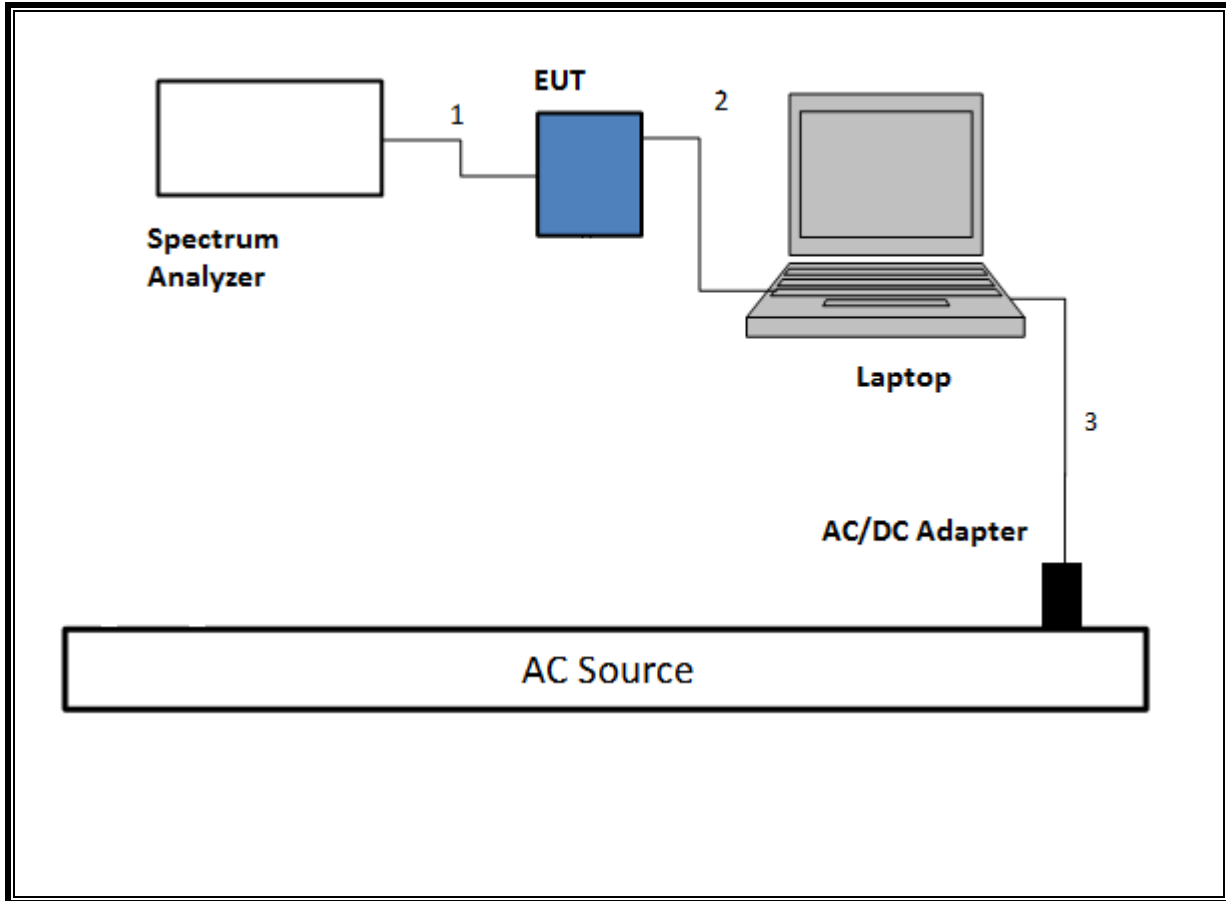 EUT
1
2
Spectrum
Analyzer
Laptop
3
AC/DC Adapter
AC Source